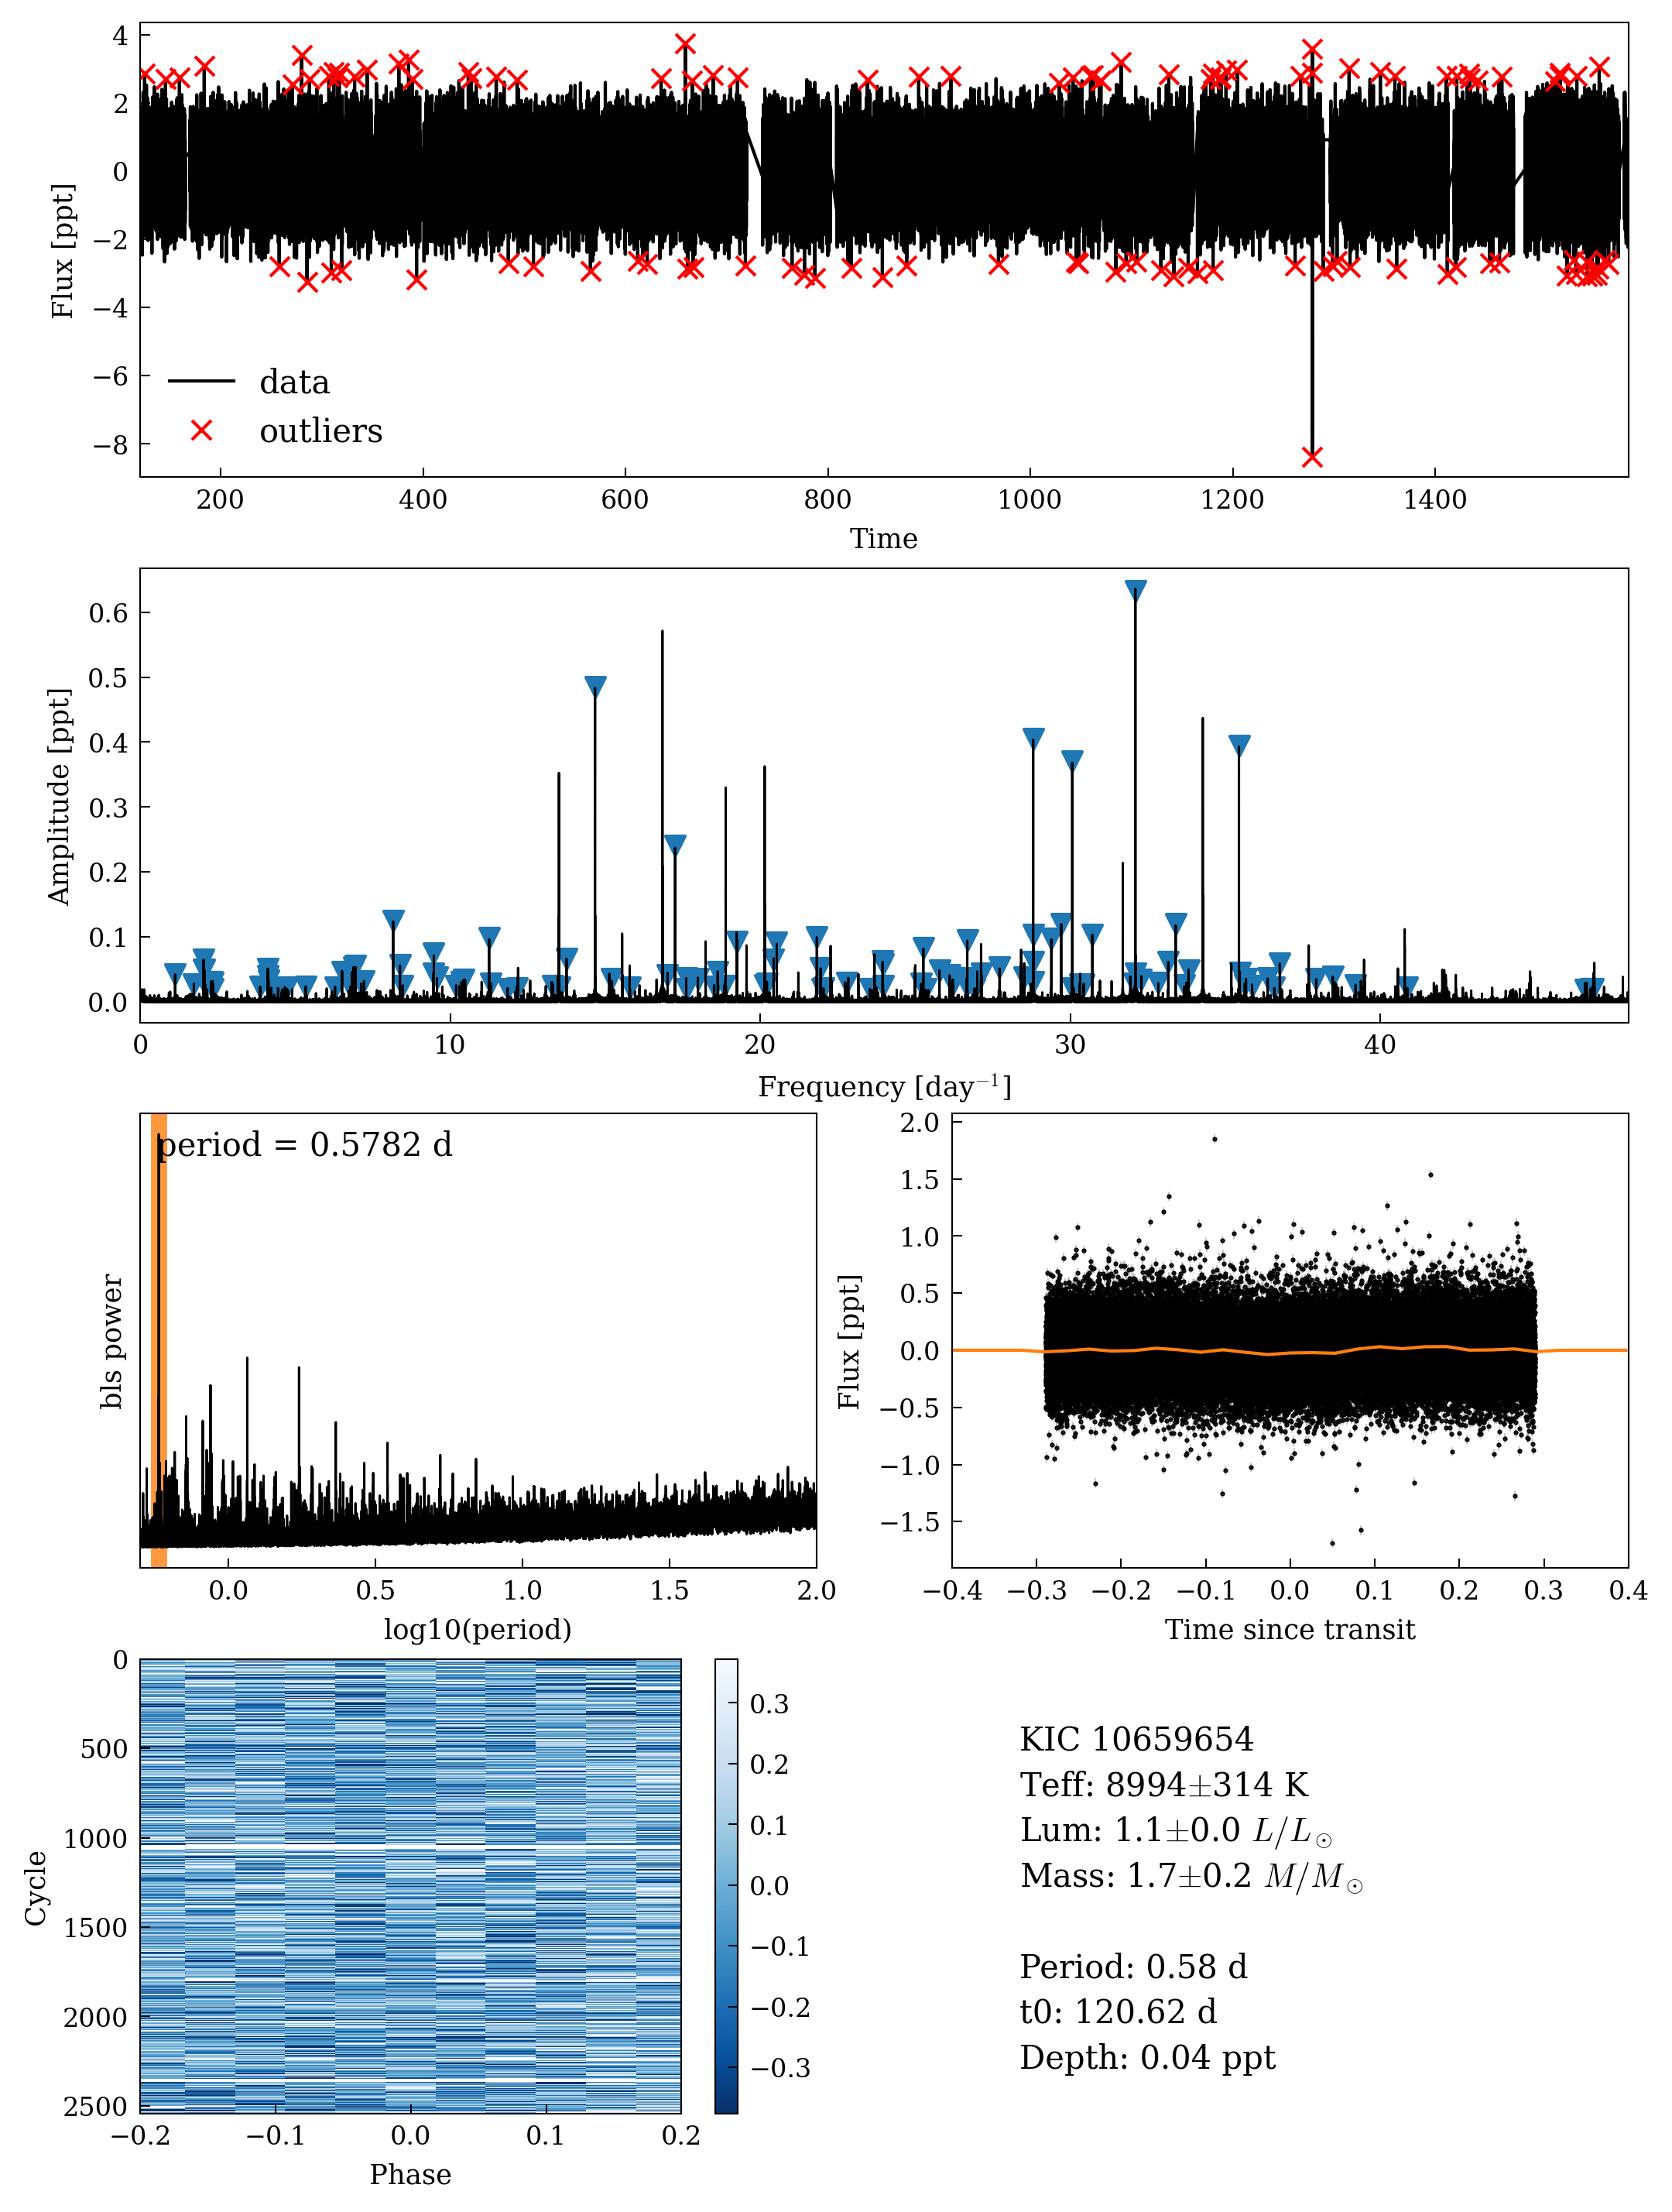 4
2
0
−2
−4
−6
−8
Flux [ppt]
data
outliers
200 400 600 800 1000 1200 1400
Time
0.6
0.5
0.4
0.3
0.2
0.1
0.0
Amplitude [ppt]
0 10 20 30 40
Frequency [day⁻¹]
period = 0.5782 d
bls power
0.0 0.5 1.0 1.5 2.0
log10(period)
2.0
1.5
1.0
0.5
0.0
−0.5
−1.0
−1.5
Flux [ppt]
−0.4 −0.3 −0.2 −0.1 0.0 0.1 0.2 0.3 0.4
Time since transit
0
500
1000
1500
2000
2500
Cycle
−0.2 −0.1 0.0 0.1 0.2
Phase
0.3
0.2
0.1
0.0
−0.1
−0.2
−0.3
KIC 10659654
Teff: 8994±314 K
Lum: 1.1±0.0 L/L⊙
Mass: 1.7±0.2 M/M⊙
Period: 0.58 d
t0: 120.62 d
Depth: 0.04 ppt